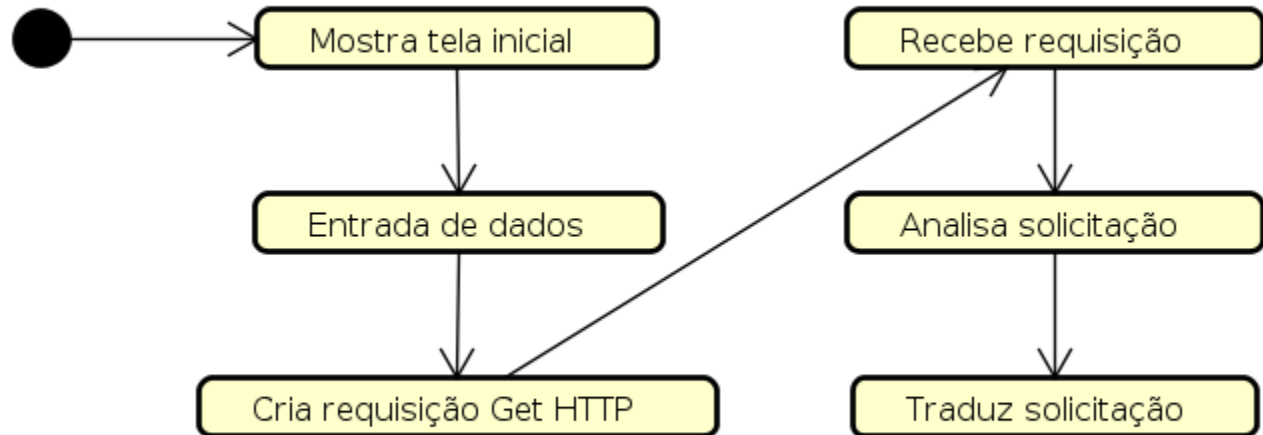 Mostra tela inicial
Entrada de dados
Cria requisição Get HTTP
Recebe requisição
Analisa solicitação
Traduz solicitação